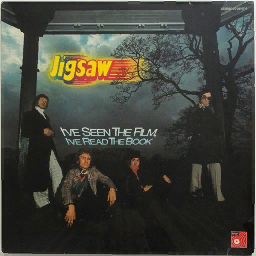 Jigsaw
I'VE SEEN THE FILM,
I'VE READ THE BOOK